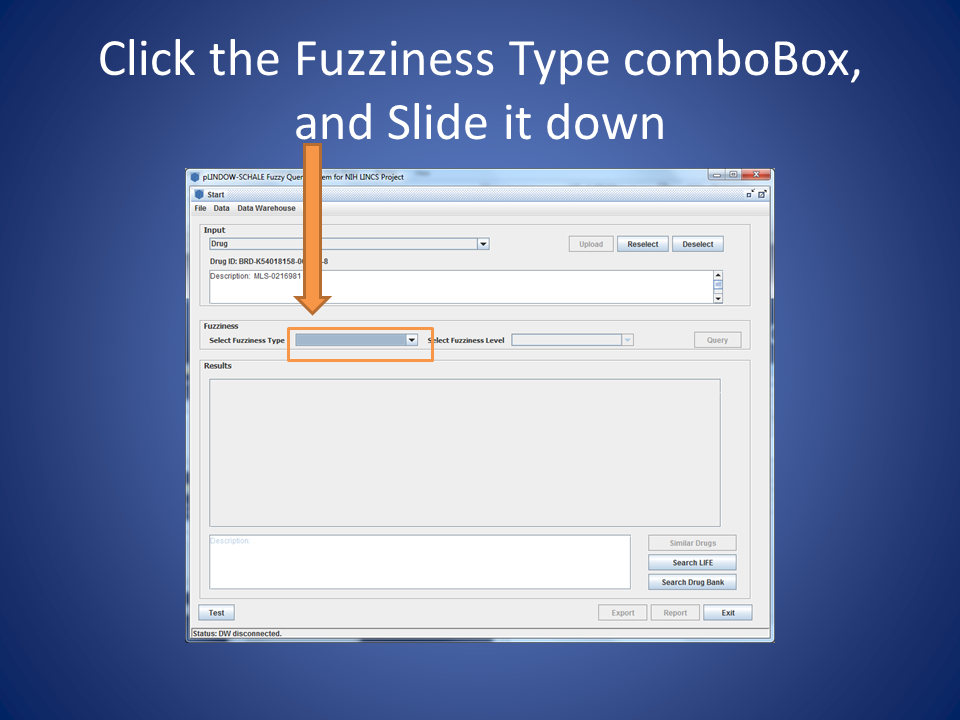 Click the Fuzziness Type comboBox,
and Slide it down
pLINDOW-SCHALE Fuzzy Que em for NIH LINCS Project
Start
File Data Data Warehouse
Input
Drug
Upload Reselect Deselect
Drug ID: BRD-K54018158-0 -8
Description: MLS-0216981
Fuzziness
Select Fuzziness Type Select Fuzziness Level Query
Results
Description:
Similar Drugs
Search LIFE
Search Drug Bank
Test Export Report Exit
Status: DW disconnected.